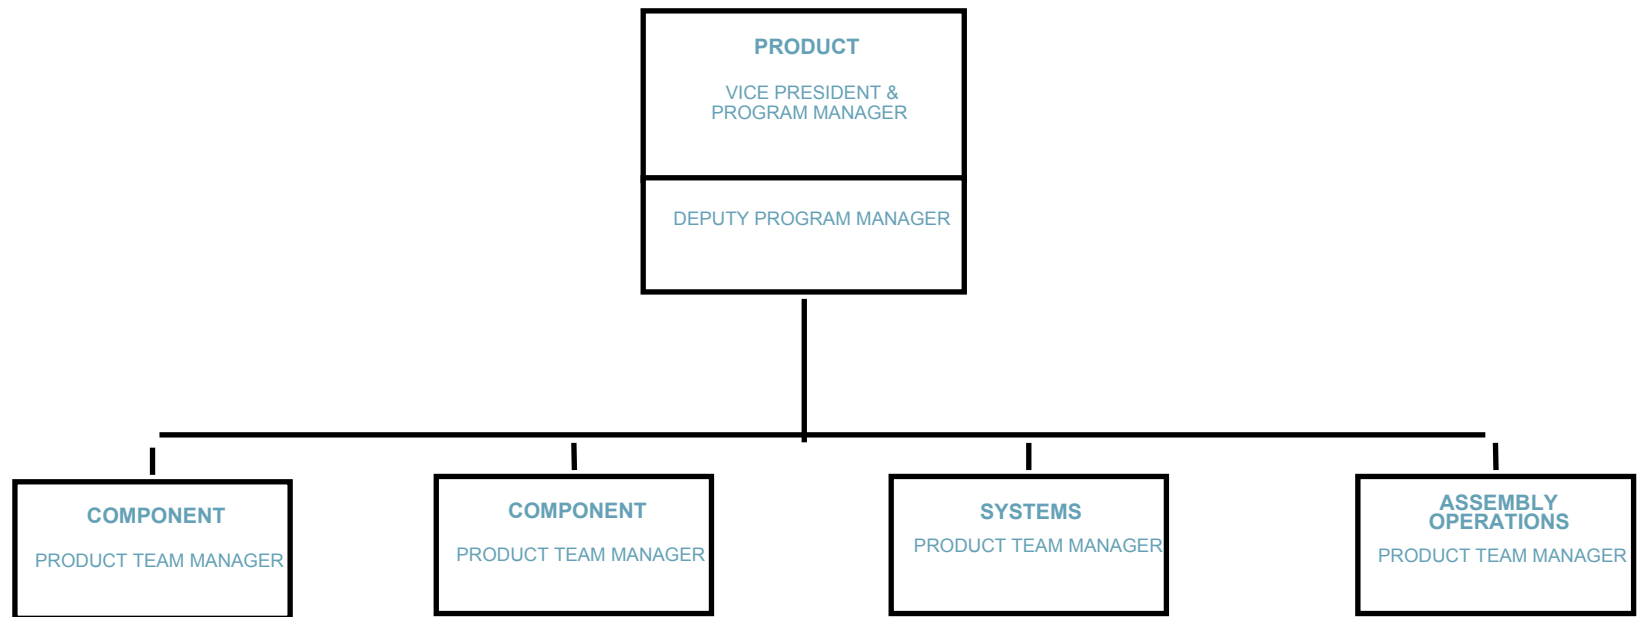 PRODUCT
VICE PRESIDENT &
PROGRAM MANAGER
DEPUTY PROGRAM MANAGER
COMPONENT
PRODUCT TEAM MANAGER
COMPONENT
PRODUCT TEAM MANAGER
SYSTEMS
PRODUCT TEAM MANAGER
ASSEMBLY
OPERATIONS
PRODUCT TEAM MANAGER